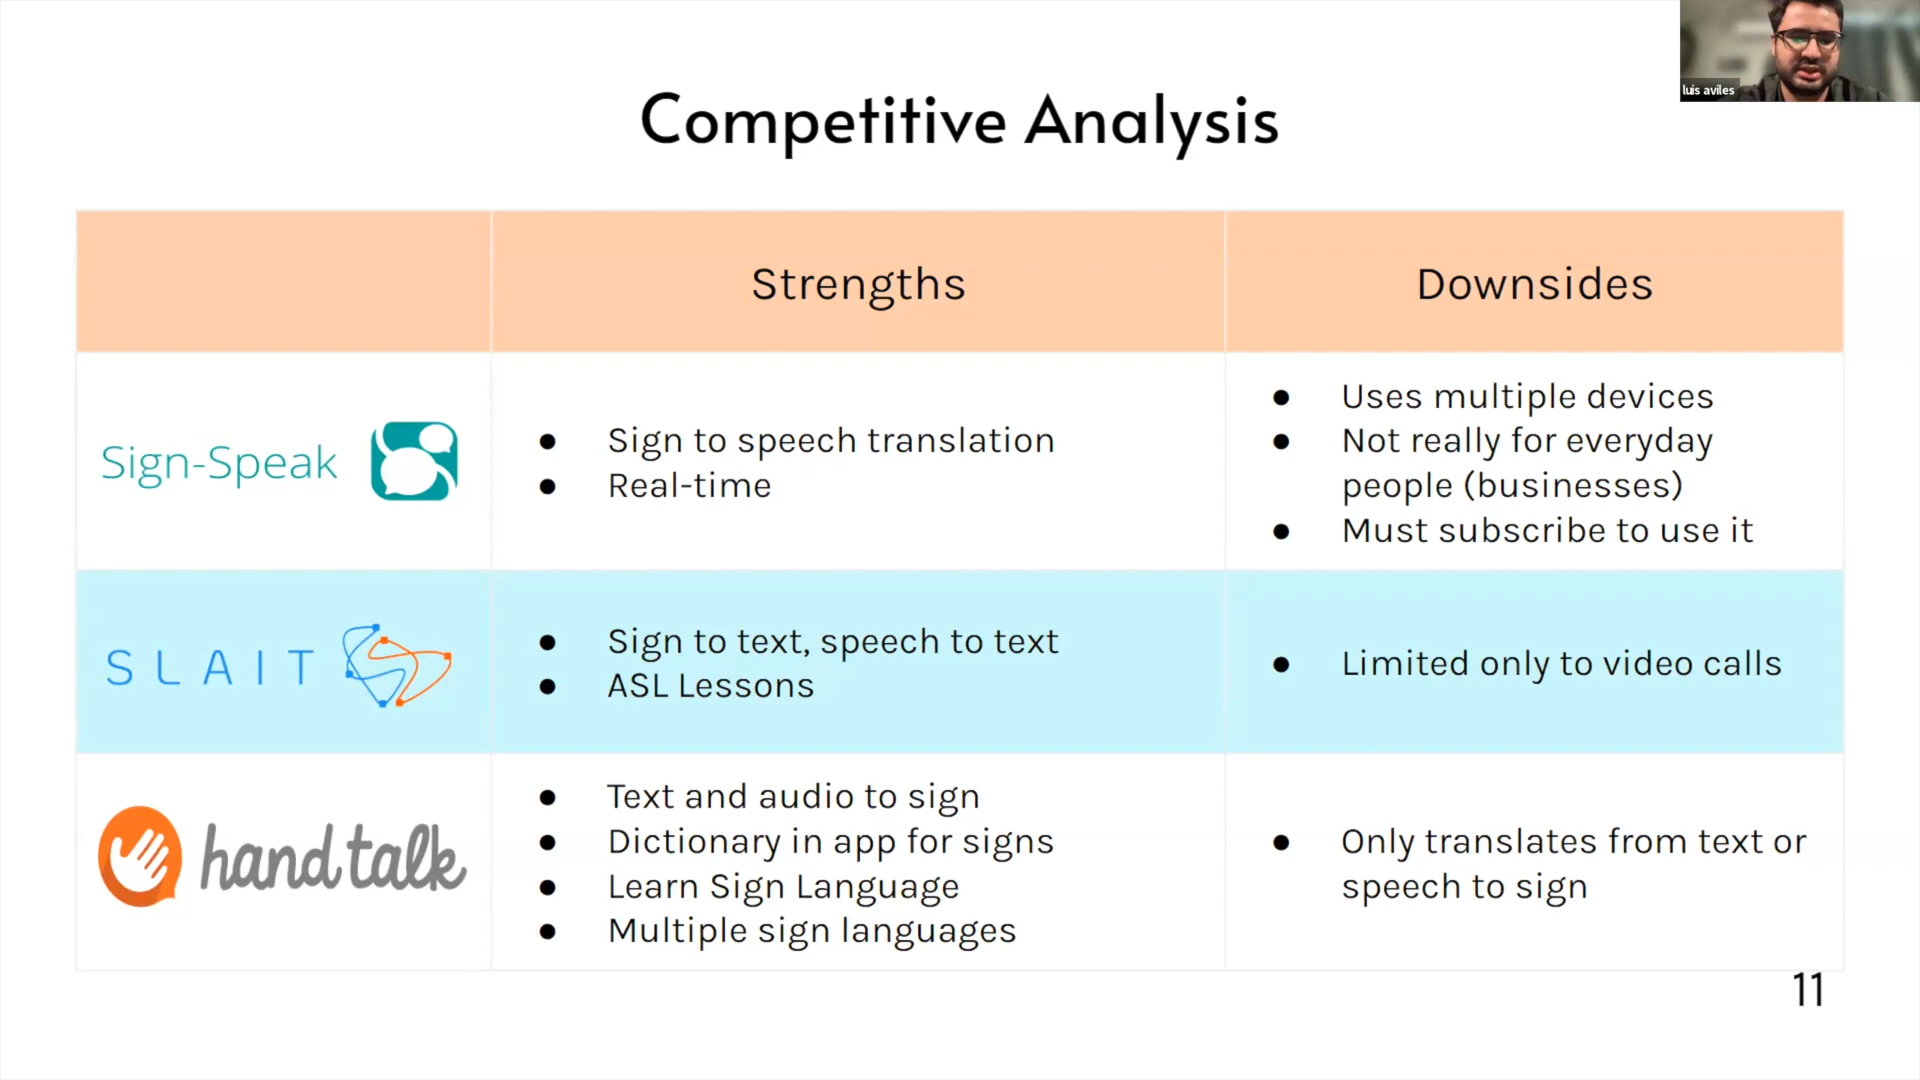 luis aviles
Competitive Analysis
Strengths
Downsides
Sign-Speak
● Sign to speech translation
● Real-time
● Uses multiple devices
● Not really for everyday
people (businesses)
● Must subscribe to use it
SLAIT
● Sign to text, speech to text
● ASL Lessons
● Limited only to video calls
hand talk
● Text and audio to sign
● Dictionary in app for signs
● Learn Sign Language
● Multiple sign languages
● Only translates from text or
speech to sign
11